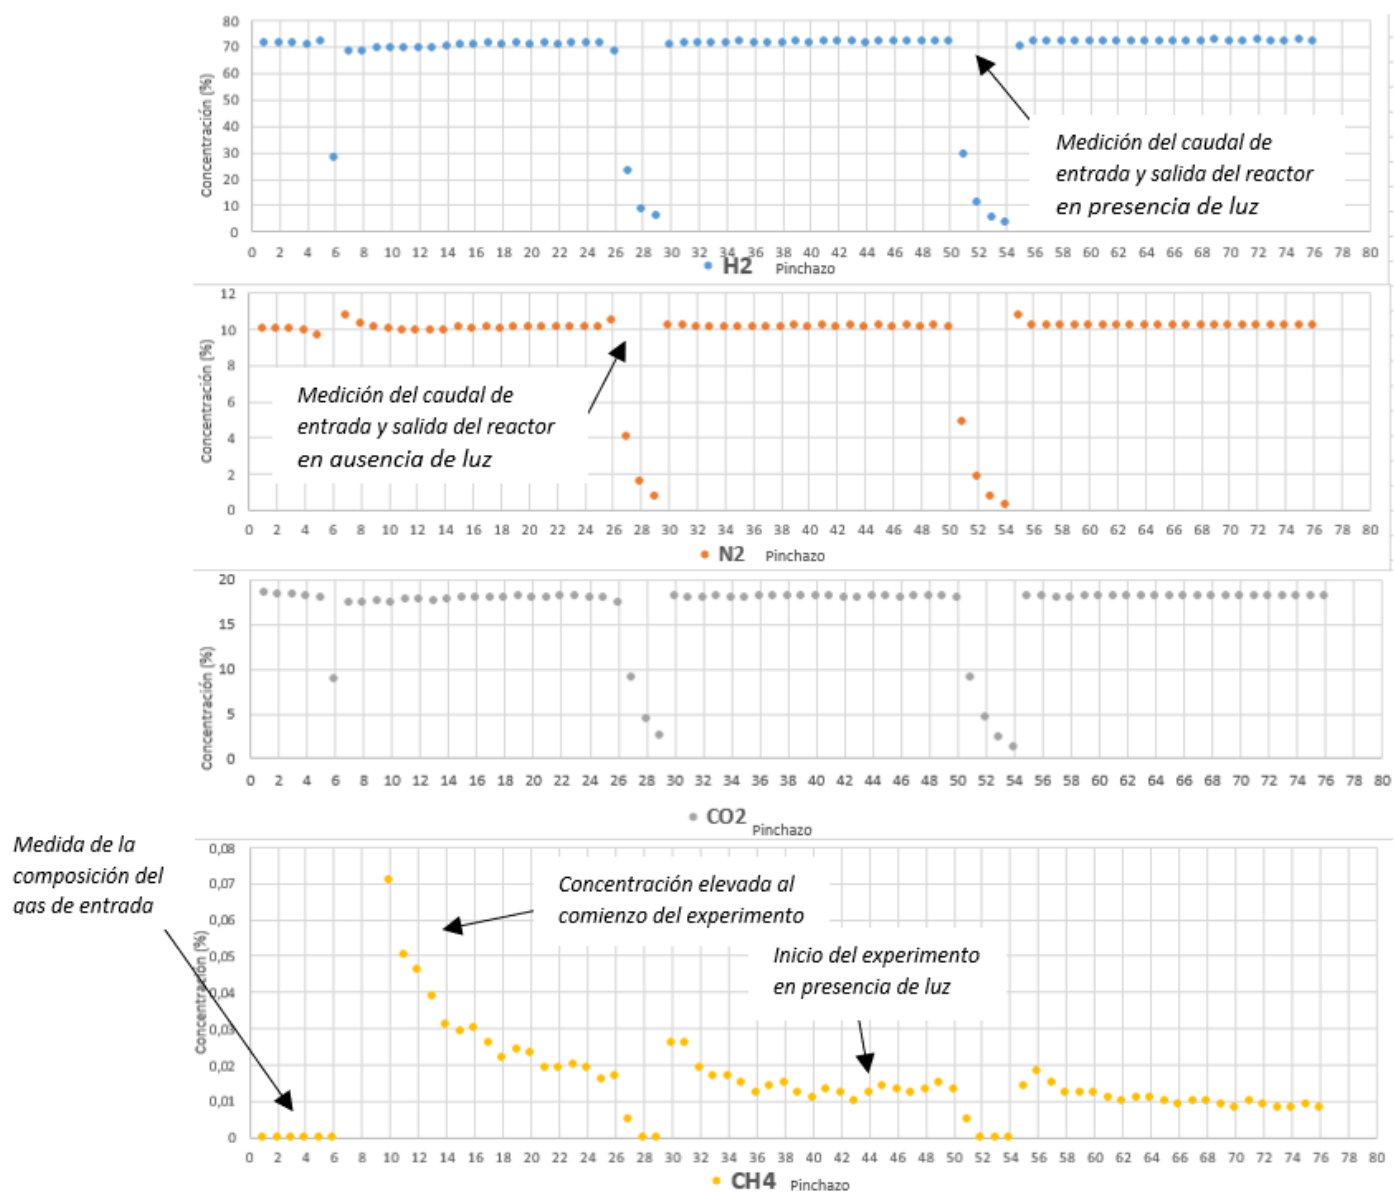 80
70
60
50
40
30
20
10
0
Concentración (%)
0 2 4 6 8 10 12 14 16 18 20 22 24 26 28 30 32 34 36 38 40 42 44 46 48 50 52 54 56 58 60 62 64 66 68 70 72 74 76 78 80
H2 Pinchazo
Medición del caudal de
entrada y salida del reactor
en presencia de luz
12
10
8
6
4
2
0
Concentración (%)
Medición del caudal de
entrada y salida del reactor
en ausencia de luz
0 2 4 6 8 10 12 14 16 18 20 22 24 26 28 30 32 34 36 38 40 42 44 46 48 50 52 54 56 58 60 62 64 66 68 70 72 74 76 78 80
N2 Pinchazo
20
15
10
5
0
Concentración (%)
0 2 4 6 8 10 12 14 16 18 20 22 24 26 28 30 32 34 36 38 40 42 44 46 48 50 52 54 56 58 60 62 64 66 68 70 72 74 76 78 80
CO2 Pinchazo
Medida de la
composición del
gas de entrada
0,08
0,07
0,06
0,05
0,04
0,03
0,02
0,01
0
Concentración (%)
Concentración elevada al
comienzo del experimento
Inicio del experimento
en presencia de luz
0 2 4 6 8 10 12 14 16 18 20 22 24 26 28 30 32 34 36 38 40 42 44 46 48 50 52 54 56 58 60 62 64 66 68 70 72 74 76 78 80
CH4 Pinchazo